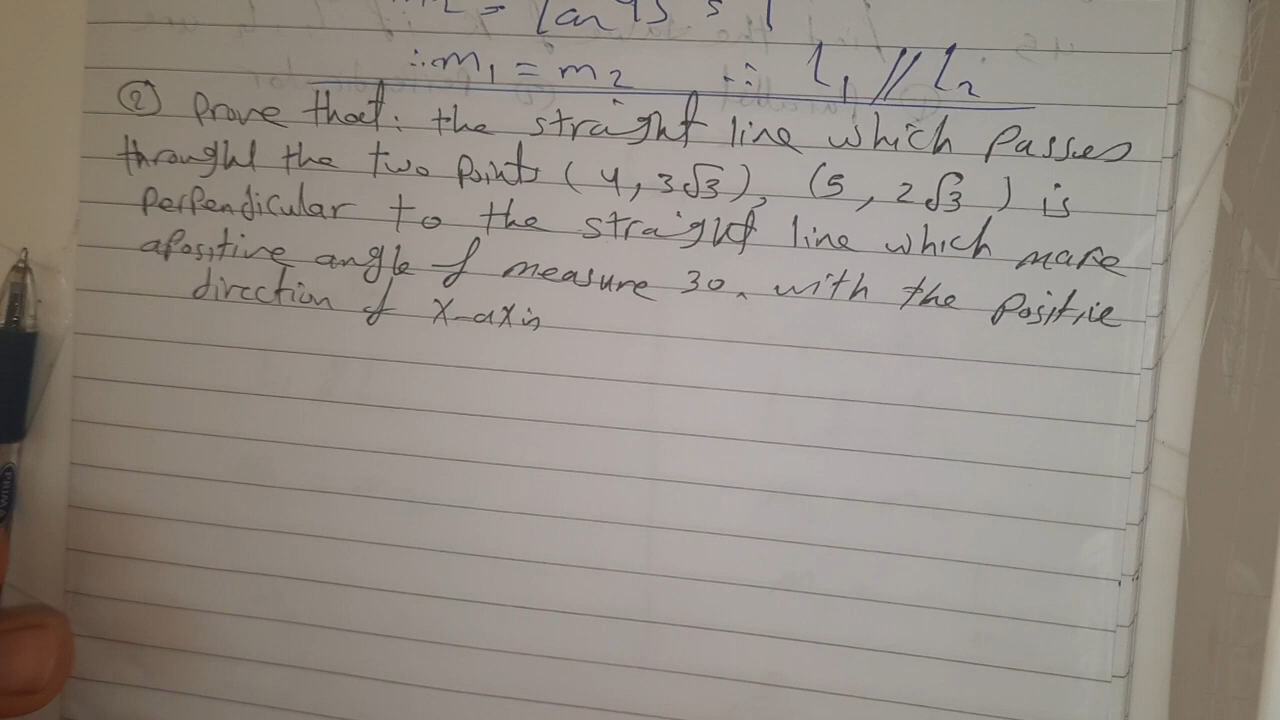 ∴ m₁ = m₂ ∴ L₁ // L₂
② Prove that: the straight line which Passes
throught the two points (4, 3√3), (5, 2√3) is
Perpendicular to the straight line which make
apositive angle of measure 30° with the Positive
direction of X-axis